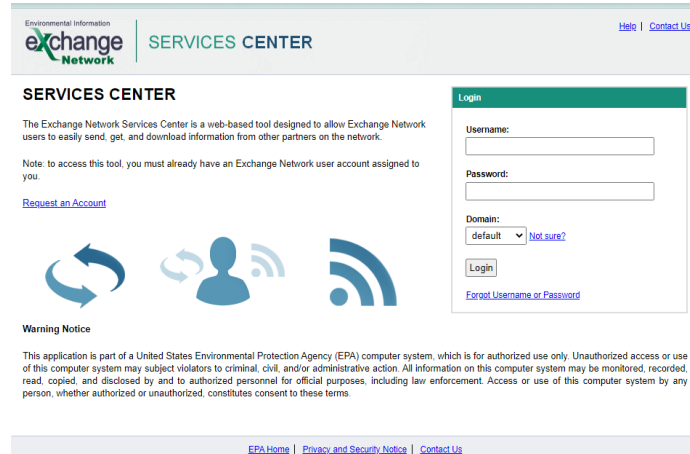 Environmental Information
exchange
Network
SERVICES CENTER
Help | Contact Us
SERVICES CENTER
The Exchange Network Services Center is a web-based tool designed to allow Exchange Network
users to easily send, get, and download information from other partners on the network.
Note: to access this tool, you must already have an Exchange Network user account assigned to
you.
Request an Account
Login
Username:
Password:
Domain:
default Not sure?
Login
Forgot Username or Password
Warning Notice
This application is part of a United States Environmental Protection Agency (EPA) computer system, which is for authorized use only. Unauthorized access or use
of this computer system may subject violators to criminal, civil, and/or administrative action. All information on this computer system may be monitored, recorded,
read, copied, and disclosed by and to authorized personnel for official purposes, including law enforcement. Access or use of this computer system by any
person, whether authorized or unauthorized, constitutes consent to these terms.
EPA Home | Privacy and Security Notice | Contact Us